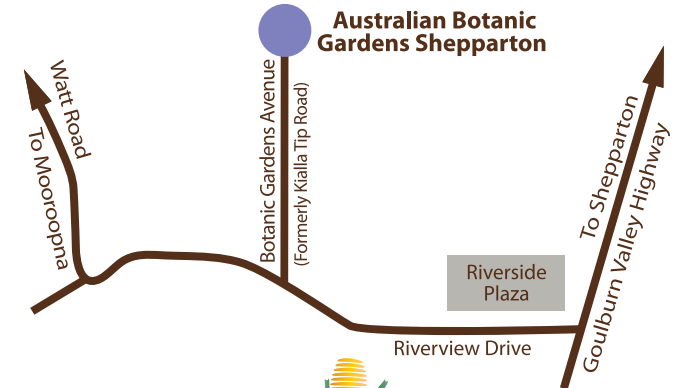 Australian Botanic
Gardens Shepparton
Watt Road
To Mooroopna
Botanic Gardens Avenue
(Formerly Kialla Tip Road)
To Shepparton
Goulburn Valley Highway
Riverside
Plaza
Riverview Drive